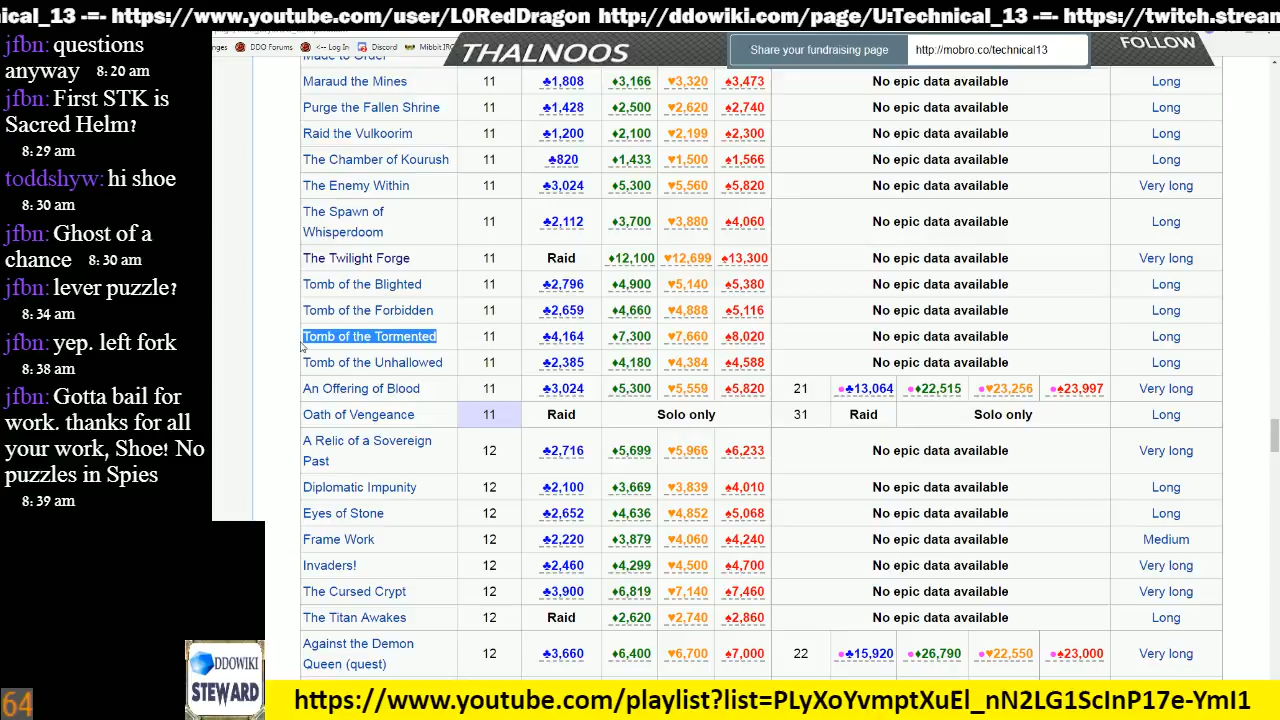 nical_13 -=- https://www.youtube.com/user/L0RedDragon http://ddowiki.com/page/U:Technical_13 -=- https://twitch.strean
jfbn: questions
anyway 8:20 am
jfbn: First STK is
Sacred Helm?
8:29 am
toddshyw: hi shoe
8:30 am
jfbn: Ghost of a
chance 8:30 am
jfbn: lever puzzle?
8:34 am
jfbn: yep. left fork
8:38 am
jfbn: Gotta bail for
work. thanks for all
your work, Shoe! No
puzzles in Spies
8:39 am
nges DDO Forums <-- Log In Discord Mibbit IRC
THALNOOS
Share your fundraising page http://mobro.co/technical13
FOLLOW
Made to Order
Maraud the Mines 11 ♣1,808 ♦3,166 ♥3,320 ♠3,473 No epic data available Long
Purge the Fallen Shrine 11 ♣1,428 ♦2,500 ♥2,620 ♠2,740 No epic data available Long
Raid the Vulkoorim 11 ♣1,200 ♦2,100 ♥2,199 ♠2,300 No epic data available Long
The Chamber of Kourush 11 ♣820 ♦1,433 ♥1,500 ♠1,566 No epic data available Long
The Enemy Within 11 ♣3,024 ♦5,300 ♥5,560 ♠5,820 No epic data available Very long
The Spawn of
Whisperdoom 11 ♣2,112 ♦3,700 ♥3,880 ♠4,060 No epic data available Long
The Twilight Forge 11 Raid ♦12,100 ♥12,699 ♠13,300 No epic data available Very long
Tomb of the Blighted 11 ♣2,796 ♦4,900 ♥5,140 ♠5,380 No epic data available Long
Tomb of the Forbidden 11 ♣2,659 ♦4,660 ♥4,888 ♠5,116 No epic data available Long
Tomb of the Tormented 11 ♣4,164 ♦7,300 ♥7,660 ♠8,020 No epic data available Long
Tomb of the Unhallowed 11 ♣2,385 ♦4,180 ♥4,384 ♠4,588 No epic data available Long
An Offering of Blood 11 ♣3,024 ♦5,300 ♥5,559 ♠5,820 21 ●♣13,064 ●♦22,515 ●♥23,256 ●♠23,997 Very long
Oath of Vengeance 11 Raid Solo only 31 Raid Solo only Long
A Relic of a Sovereign
Past 12 ♣2,716 ♦5,699 ♥5,966 ♠6,233 No epic data available Very long
Diplomatic Impunity 12 ♣2,100 ♦3,669 ♥3,839 ♠4,010 No epic data available Long
Eyes of Stone 12 ♣2,652 ♦4,636 ♥4,852 ♠5,068 No epic data available Long
Frame Work 12 ♣2,220 ♦3,879 ♥4,060 ♠4,240 No epic data available Medium
Invaders! 12 ♣2,460 ♦4,299 ♥4,500 ♠4,700 No epic data available Long
The Cursed Crypt 12 ♣3,900 ♦6,819 ♥7,140 ♠7,460 No epic data available Very long
The Titan Awakes 12 Raid ♦2,620 ♥2,740 ♠2,860 No epic data available Long
Against the Demon
Queen (quest) 12 ♣3,660 ♦6,400 ♥6,700 ♠7,000 22 ●♣15,920 ●♦26,790 ●♥22,550 ●♠23,000 Very long
DDOWIKI
STEWARD
64
https://www.youtube.com/playlist?list=PLyXoYvmptXuEl_nN2LG1ScInP17e-YmI1